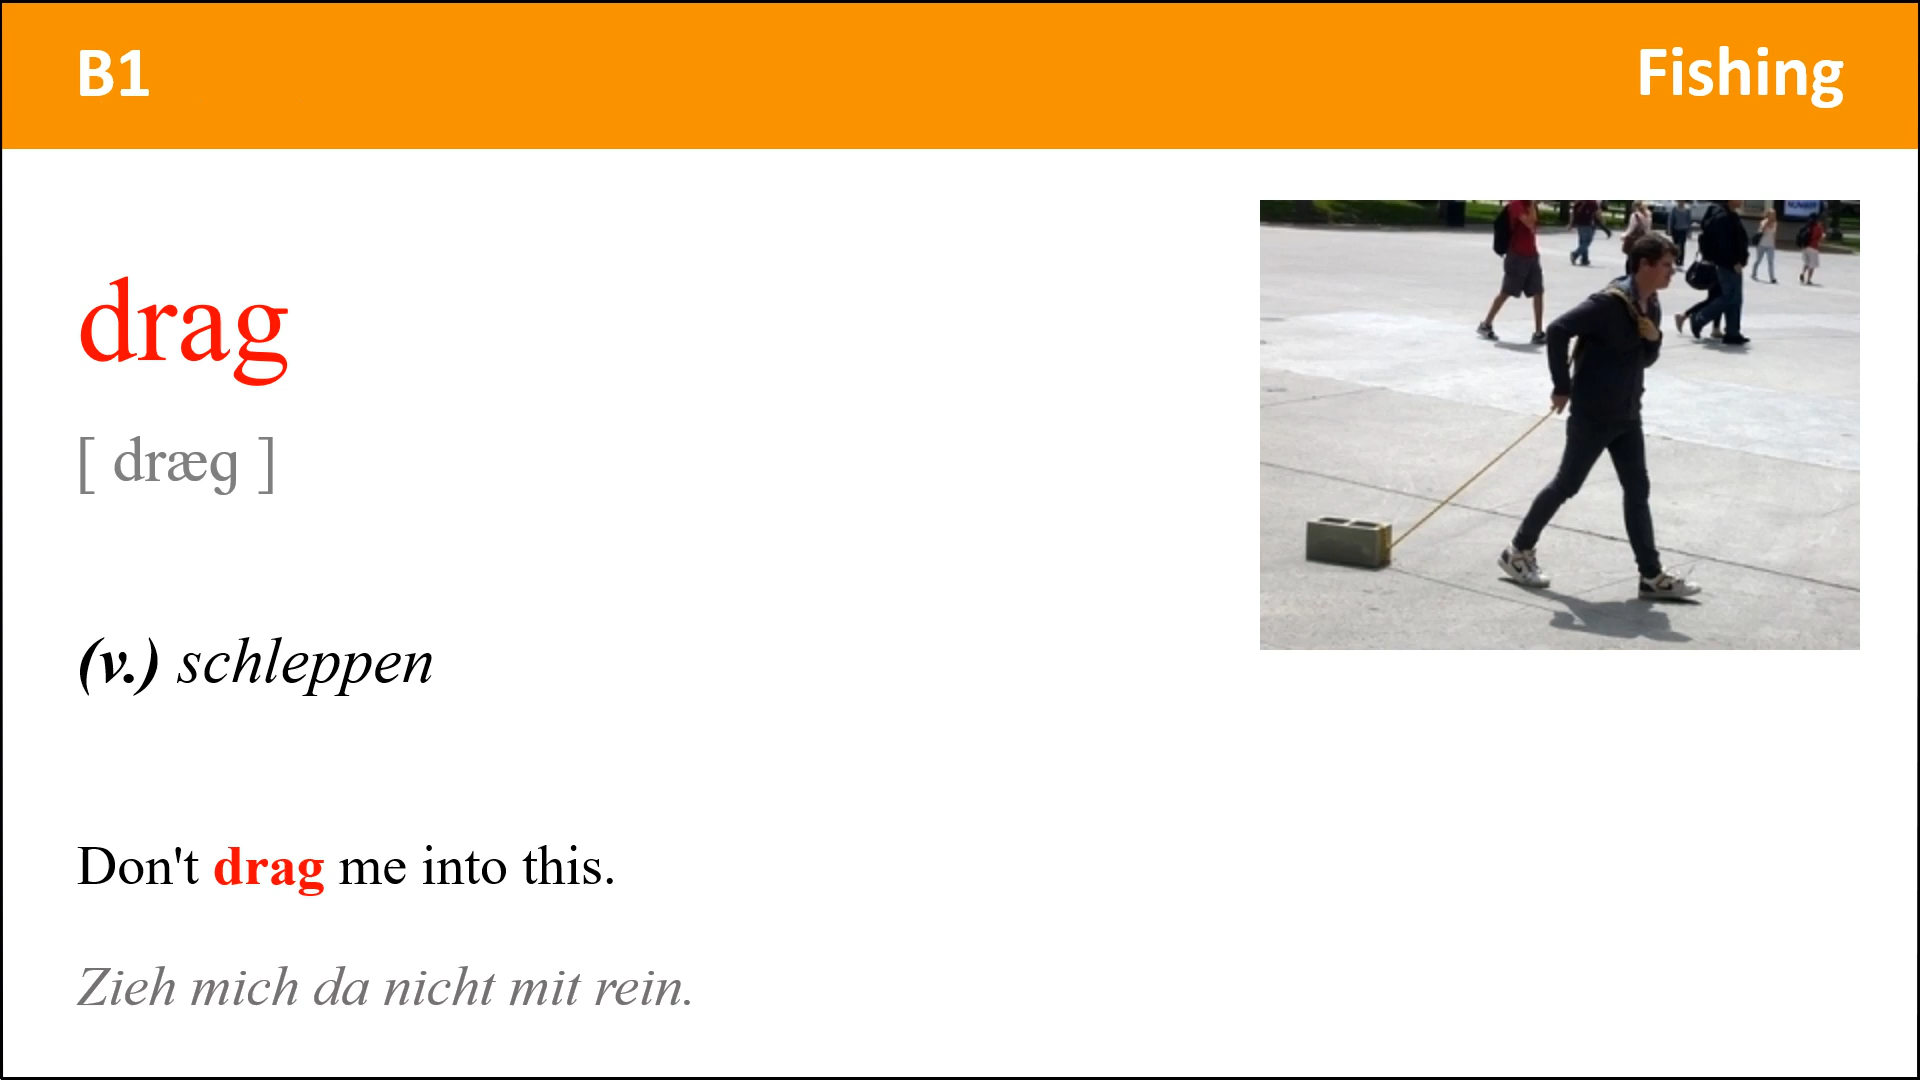 B1
Fishing
drag
[ dræg ]
(v.) schleppen
Don't drag me into this.
Zieh mich da nicht mit rein.